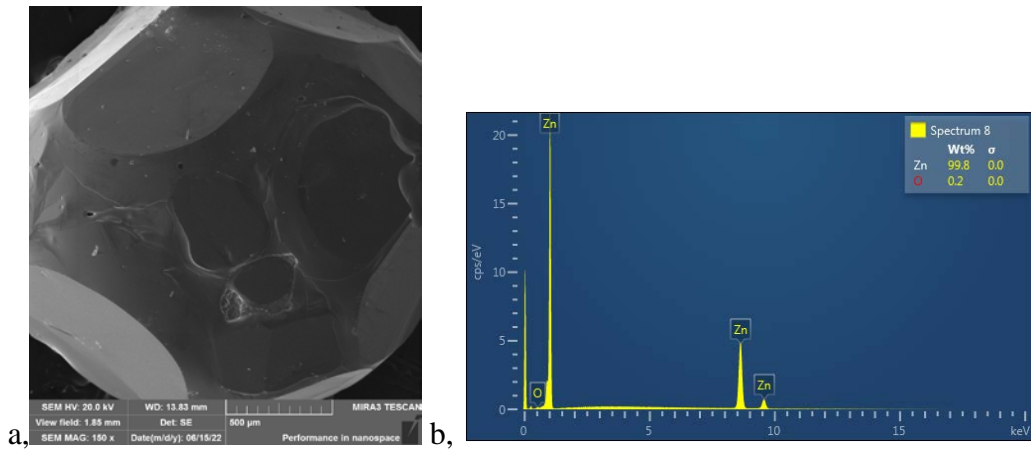 SEM HV: 20.0 kV WD: 13.83 mm MIRA3 TESCAN
View field: 1.85 mm Det: SE 500 µm
SEM MAG: 150 x Date(m/d/y): 06/15/22 Performance in nanospace
a,
b,
Spectrum 8
Wt% σ
Zn 99.8 0.0
O 0.2 0.0
cps/eV
20
15
10
5
0
Zn
O
Zn
Zn
0 5 10 15 keV